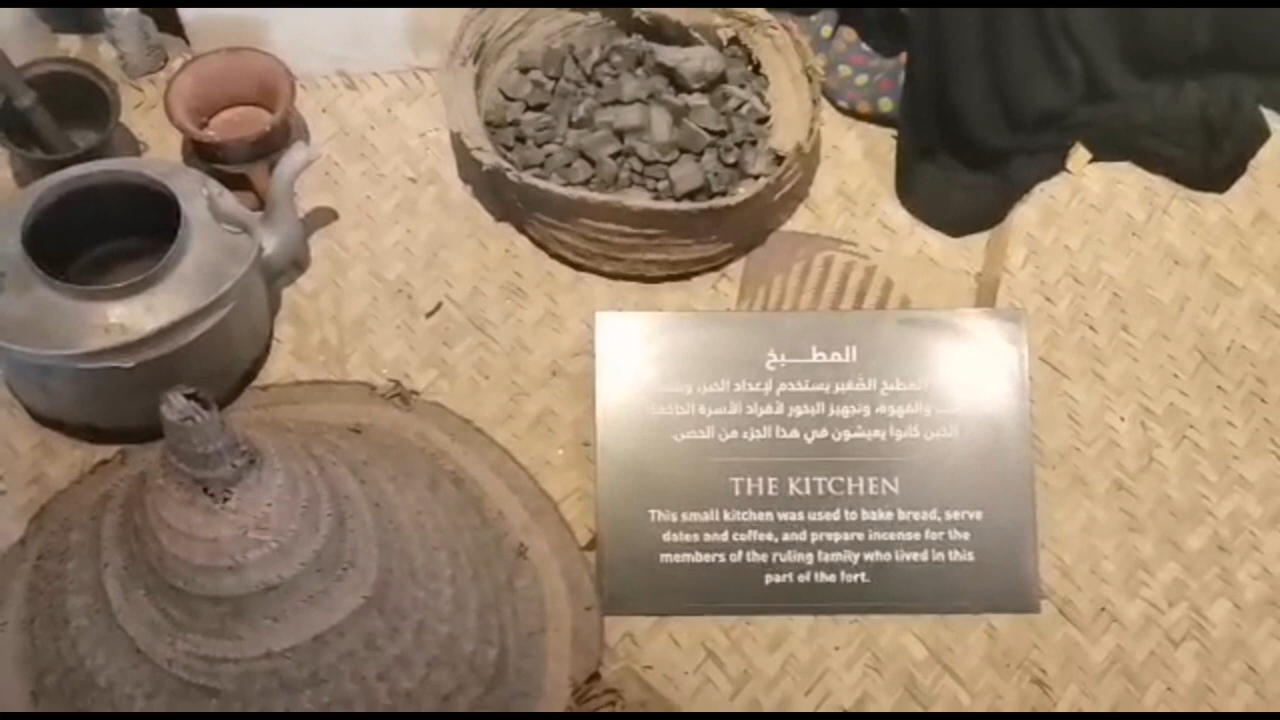 المطبخ
المطبخ الصَّغير يستخدم لإعداد الخبز،
والقهوة، وتجهيز البخور لأفراد الأسرة الحاكمة
الذين كانوا يعيشون في هذا الجزء من الحصن.
THE KITCHEN
This small kitchen was used to bake bread, serve
dates and coffee, and prepare incense for the
members of the ruling family who lived in this
part of the fort.